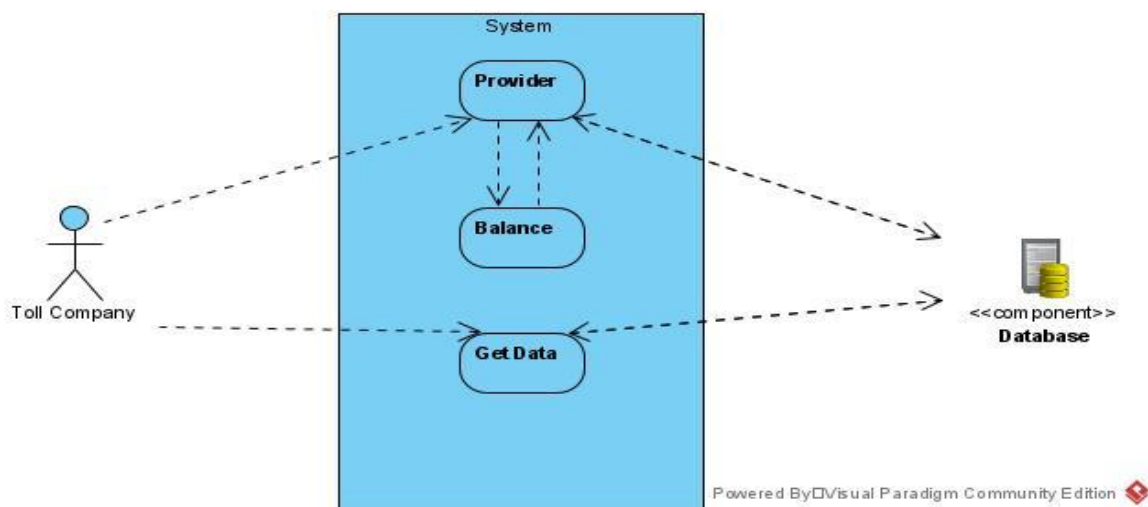 System
Provider
Balance
Toll Company
Get Data
<<component>>
Database
Powered By□Visual Paradigm Community Edition